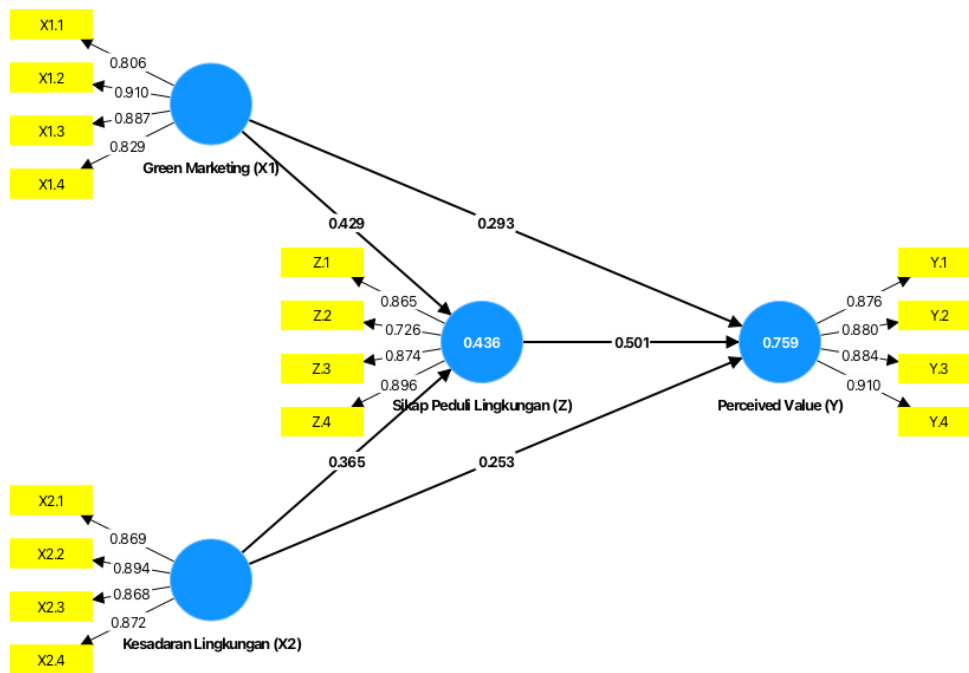 X1.1
0.806
X1.2
0.910
X1.3
0.887
0.829
X1.4
Green Marketing (X1)
0.429
0.293
Z.1
0.865
Z.2
0.726
Z.3
0.874
0.896
Z.4
0.436
Sikap Peduli Lingkungan (Z)
0.501
0.759
Perceived Value (Y)
Y.1
0.876
Y.2
0.880
Y.3
0.884
0.910
Y.4
0.365
0.253
X2.1
0.869
X2.2
0.894
X2.3
0.868
0.872
X2.4
Kesadaran Lingkungan (X2)